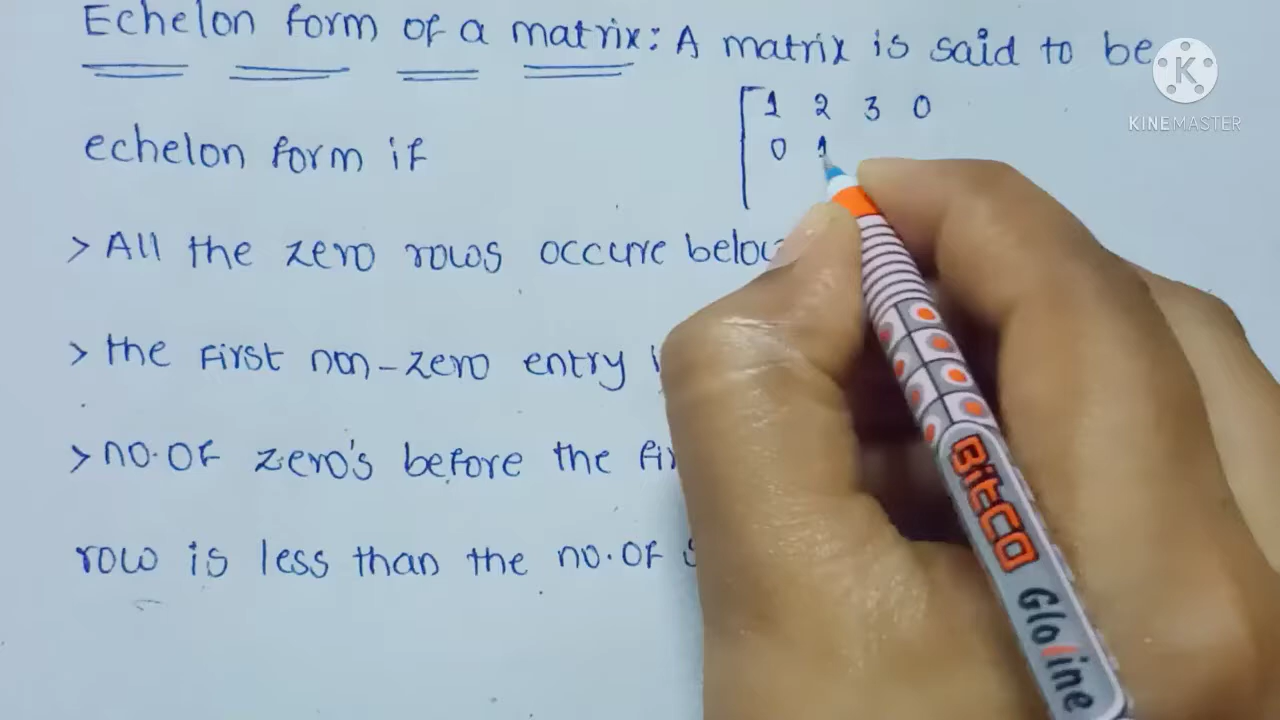 Echelon form of a matrix: A matrix is said to be
KINEMASTER
1 2 3 0
echelon form if
0 1
> All the zero rows occure below
> the first non-zero entry
> no. of zero's before the
row is less than the no. of
BitCo Gloline